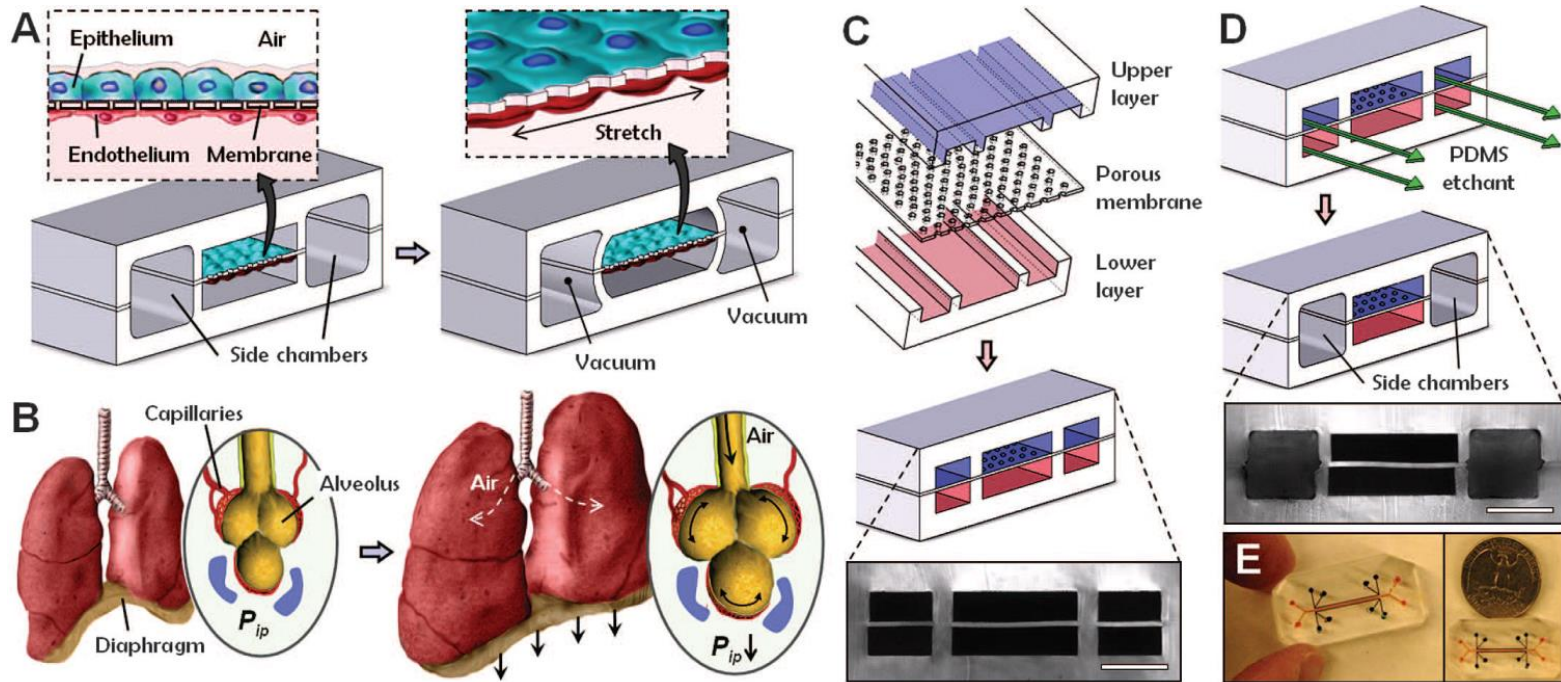 A
Epithelium
Air
Endothelium
Membrane
Side chambers
Stretch
Vacuum
Vacuum
B
Capillaries
Alveolus
Diaphragm
P ip
Air
Air
P ip ↓
C
Upper
layer
Porous
membrane
Lower
layer
D
PDMS
etchant
Side chambers
E